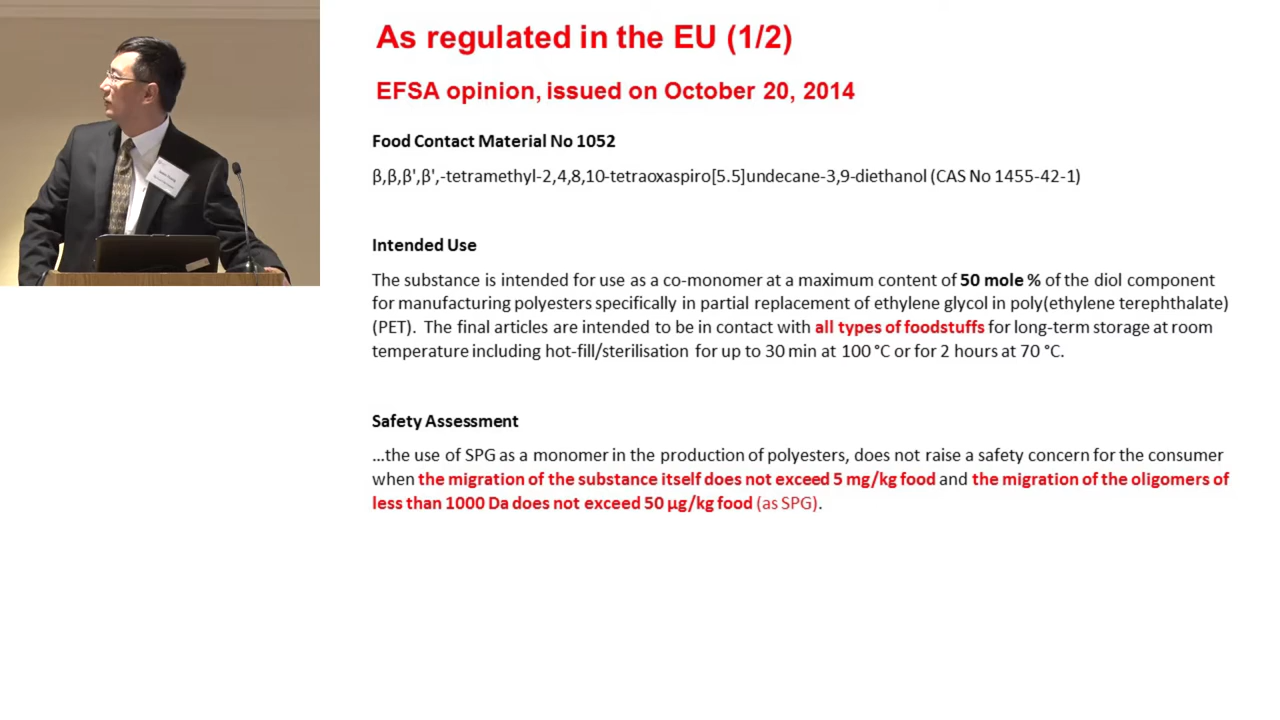 As regulated in the EU (1/2)
EFSA opinion, issued on October 20, 2014
Food Contact Material No 1052
β,β,β',β',-tetramethyl-2,4,8,10-tetraoxaspiro[5.5]undecane-3,9-diethanol (CAS No 1455-42-1)
Intended Use
The substance is intended for use as a co-monomer at a maximum content of 50 mole % of the diol component
for manufacturing polyesters specifically in partial replacement of ethylene glycol in poly(ethylene terephthalate)
(PET). The final articles are intended to be in contact with all types of foodstuffs for long-term storage at room
temperature including hot-fill/sterilisation for up to 30 min at 100 °C or for 2 hours at 70 °C.
Safety Assessment
…the use of SPG as a monomer in the production of polyesters, does not raise a safety concern for the consumer
when the migration of the substance itself does not exceed 5 mg/kg food and the migration of the oligomers of
less than 1000 Da does not exceed 50 µg/kg food (as SPG).